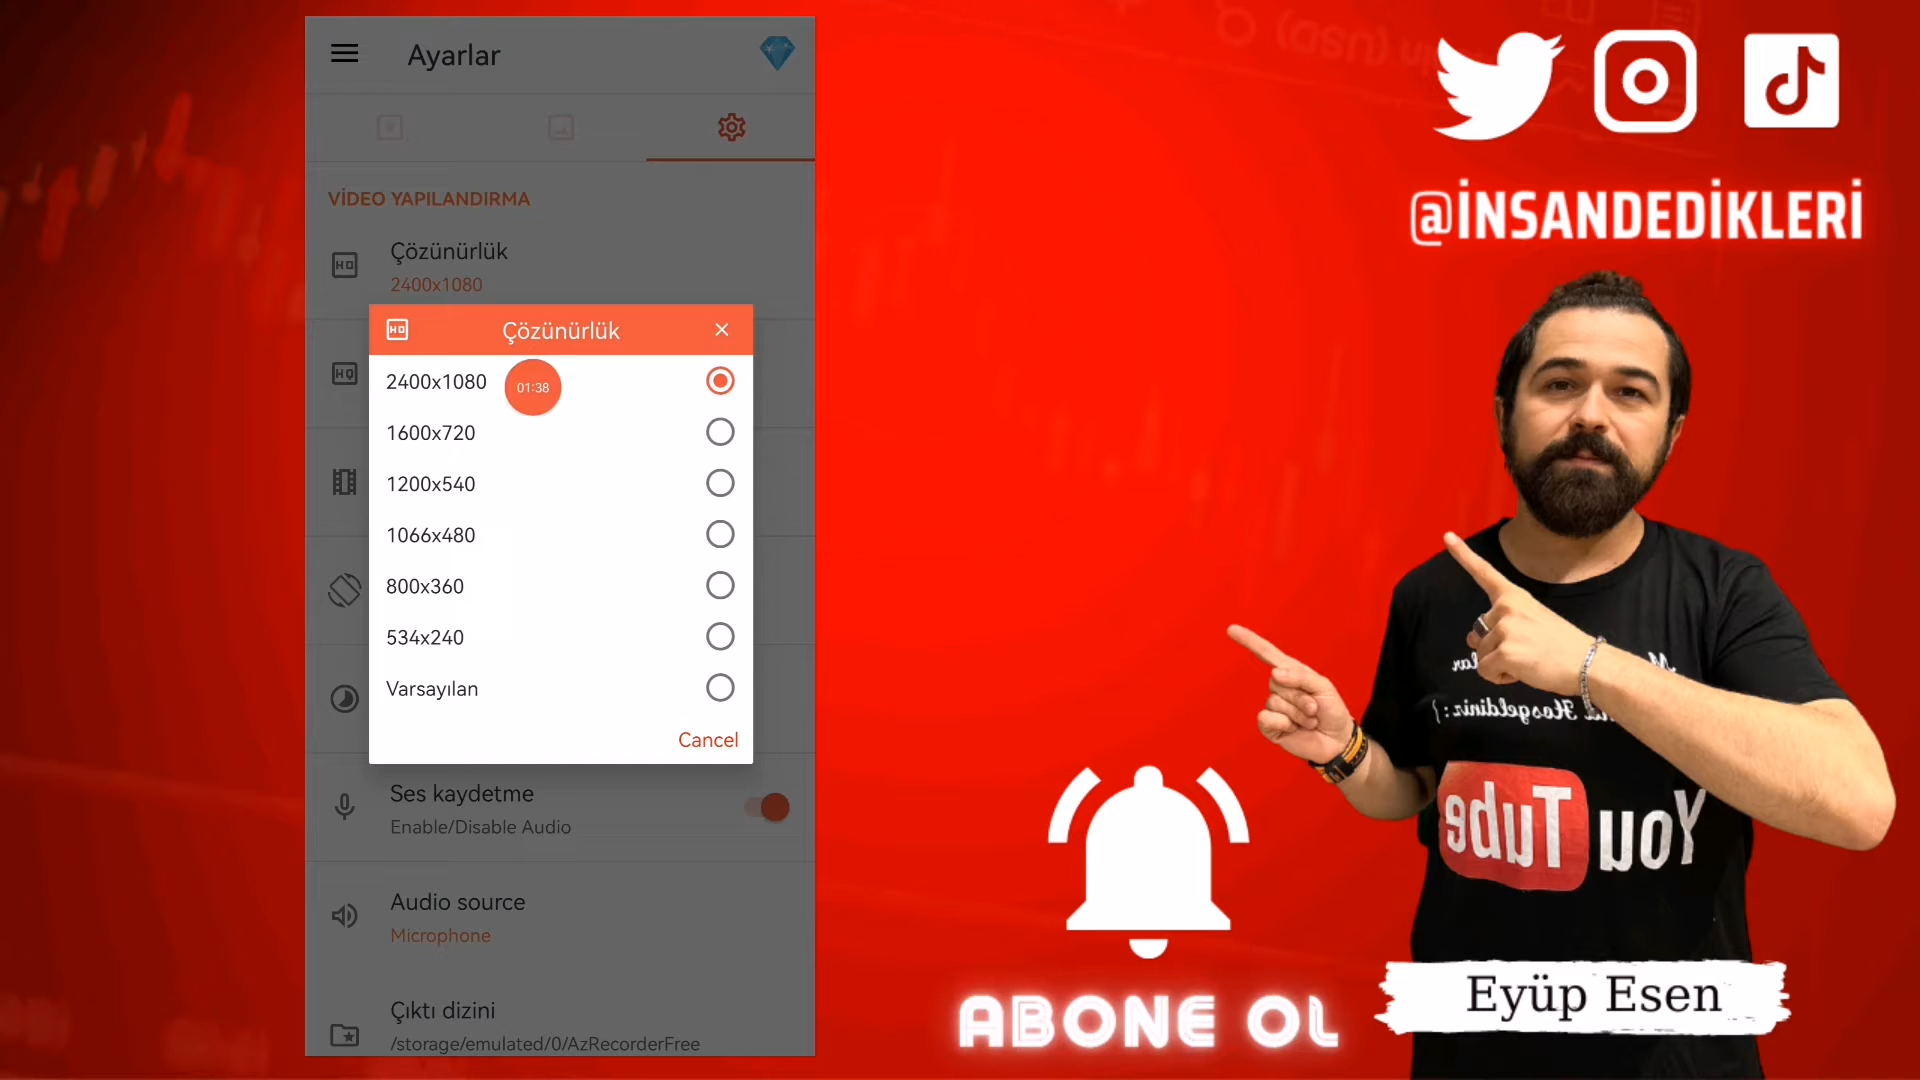 Ayarlar
VİDEO YAPILANDIRMA
Çözünürlük
2400x1080
Çözünürlük
2400x1080
01:38
1600x720
1200x540
1066x480
800x360
534x240
Varsayılan
Cancel
Ses kaydetme
Enable/Disable Audio
Audio source
Microphone
Çıktı dizini
/storage/emulated/0/AzRecorderFree
@İNSANDEDİKLERİ
Hoşgeldiniz :)
YouTube
ABONE OL
Eyüp Esen